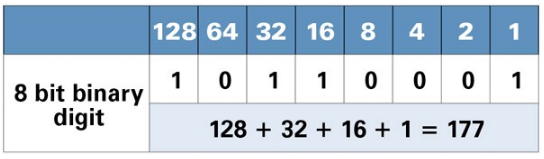 128 64 32 16 8 4 2 1
8 bit binary digit
1 0 1 1 0 0 0 1
128 + 32 + 16 + 1 = 177